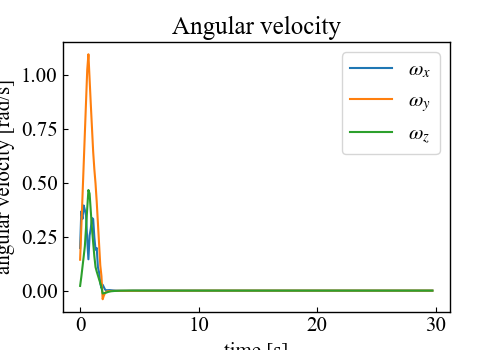 Angular velocity
angular velocity [rad/s]
1.00
0.75
0.50
0.25
0.00
ωx
ωy
ωz
0 10 20 30
time [s]